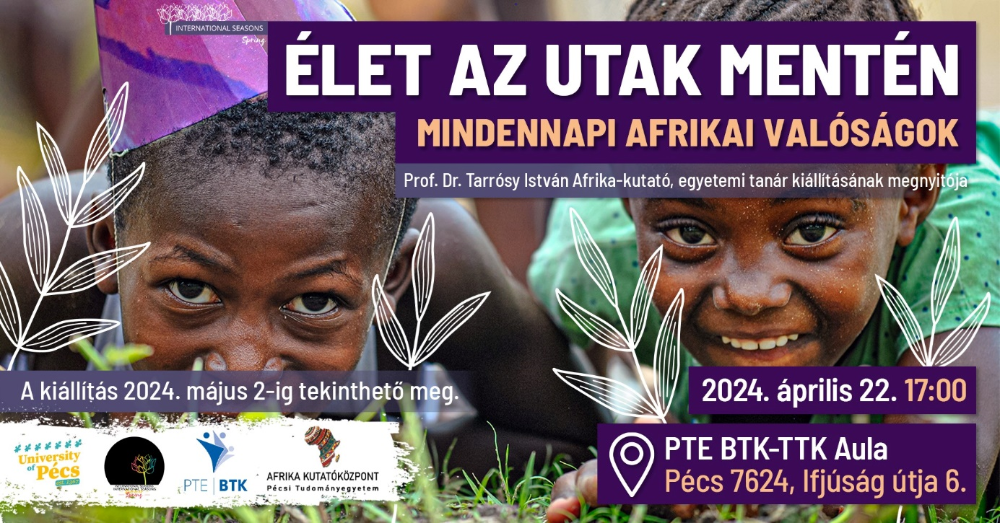 INTERNATIONAL SEASONS
Spring
ÉLET AZ UTAK MENTÉN
MINDENNAPI AFRIKAI VALÓSÁGOK
Prof. Dr. Tarrósy István Afrika-kutató, egyetemi tanár kiállításának megnyitója
A kiállítás 2024. május 2-ig tekinthető meg.
2024. április 22. 17:00
PTE BTK-TTK Aula
Pécs 7624, Ifjúság útja 6.
University
of Pécs
est. 1367
INTERNATIONAL SEASONS
Spring
PTE BTK
AFRIKA KUTATÓKÖZPONT
Pécsi Tudományegyetem